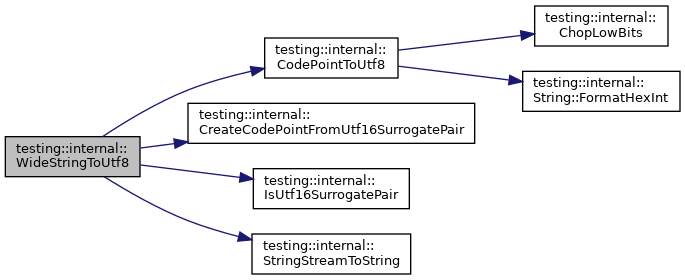 testing::internal::
WideStringToUtf8
testing::internal::
CodePointToUtf8
testing::internal::
ChopLowBits
testing::internal::
String::FormatHexInt
testing::internal::
CreateCodePointFromUtf16SurrogatePair
testing::internal::
IsUtf16SurrogatePair
testing::internal::
StringStreamToString